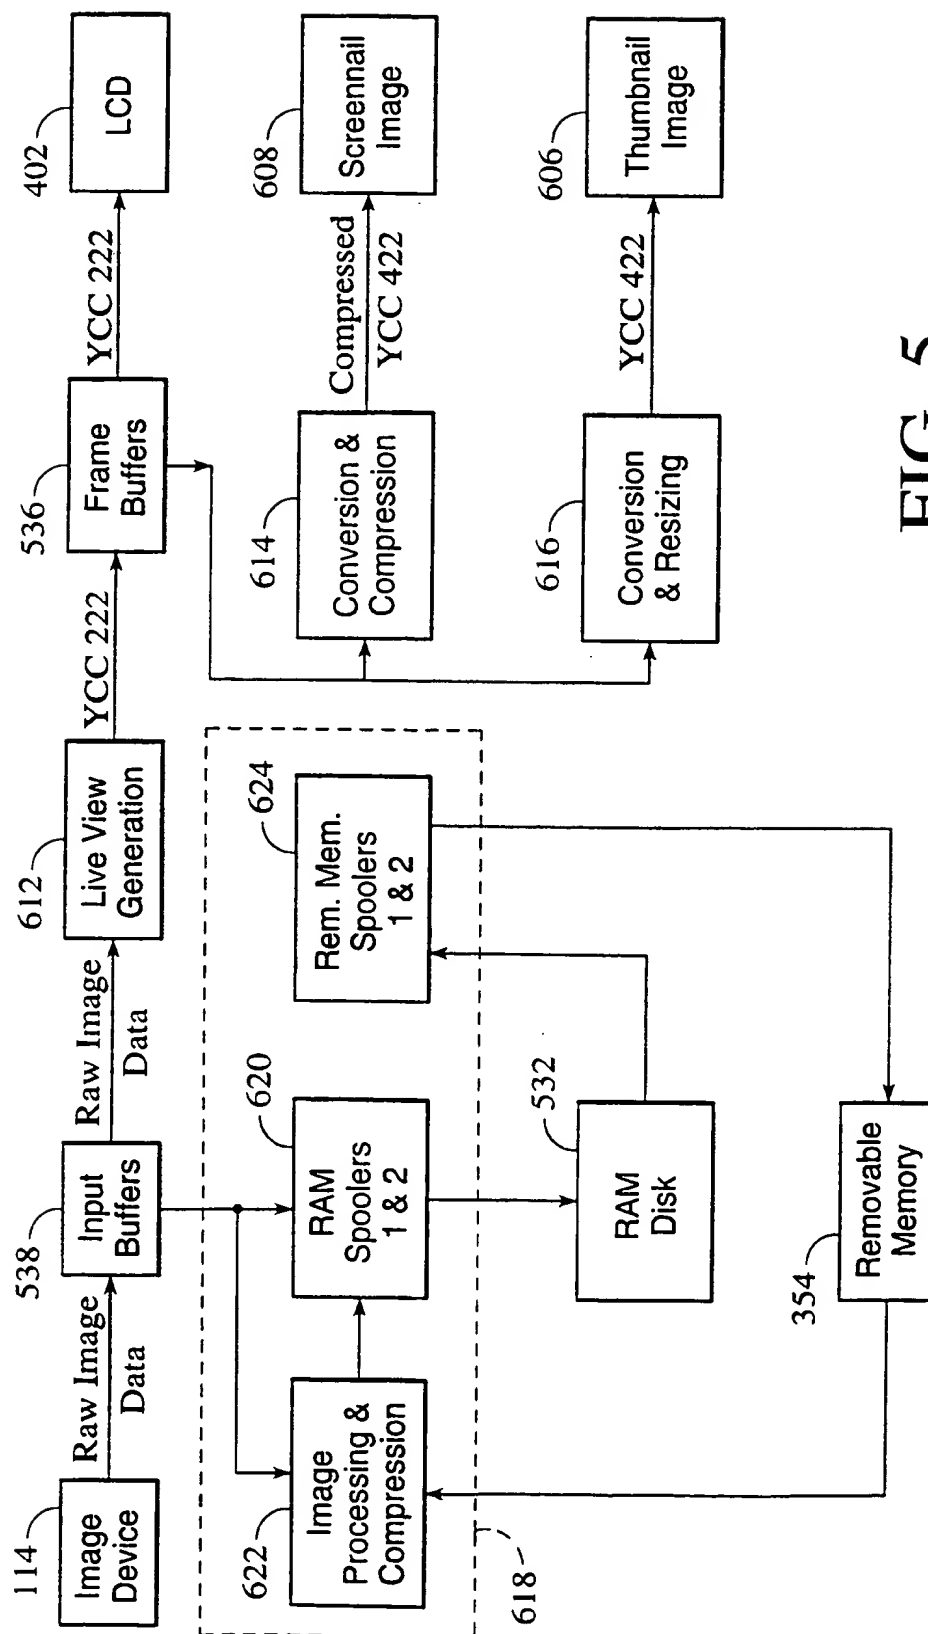 114
Image
Device
Raw Image
Data
538
Input
Buffers
Raw Image
Data
612
Live View
Generation
YCC 222
536
Frame
Buffers
YCC 222
402
LCD
622
Image
Processing &
Compression
620
RAM
Spoolers
1 & 2
624
Rem. Mem.
Spoolers
1 & 2
614
Conversion &
Compression
Compressed
YCC 422
608
Screennail
Image
618
532
RAM
Disk
616
Conversion
& Resizing
YCC 422
606
Thumbnail
Image
354
Removable
Memory
FIG. 5